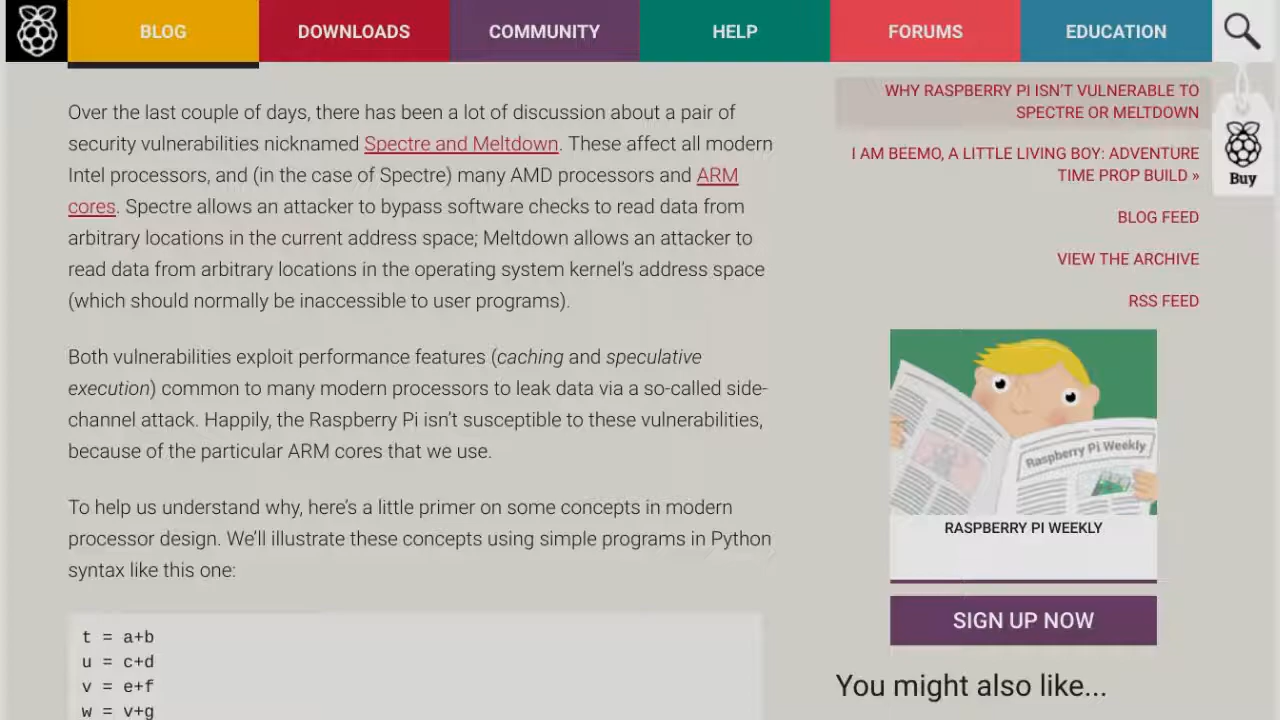 BLOG
DOWNLOADS
COMMUNITY
HELP
FORUMS
EDUCATION
Over the last couple of days, there has been a lot of discussion about a pair of
security vulnerabilities nicknamed Spectre and Meltdown. These affect all modern
Intel processors, and (in the case of Spectre) many AMD processors and ARM
cores. Spectre allows an attacker to bypass software checks to read data from
arbitrary locations in the current address space; Meltdown allows an attacker to
read data from arbitrary locations in the operating system kernel's address space
(which should normally be inaccessible to user programs).
Both vulnerabilities exploit performance features (caching and speculative
execution) common to many modern processors to leak data via a so-called side-
channel attack. Happily, the Raspberry Pi isn't susceptible to these vulnerabilities,
because of the particular ARM cores that we use.
To help us understand why, here's a little primer on some concepts in modern
processor design. We'll illustrate these concepts using simple programs in Python
syntax like this one:
t = a+b
u = c+d
v = e+f
w = v+g
WHY RASPBERRY PI ISN'T VULNERABLE TO
SPECTRE OR MELTDOWN
I AM BEEMO, A LITTLE LIVING BOY: ADVENTURE
TIME PROP BUILD »
BLOG FEED
VIEW THE ARCHIVE
RSS FEED
Raspberry Pi Weekly
RASPBERRY PI WEEKLY
SIGN UP NOW
You might also like...
Buy